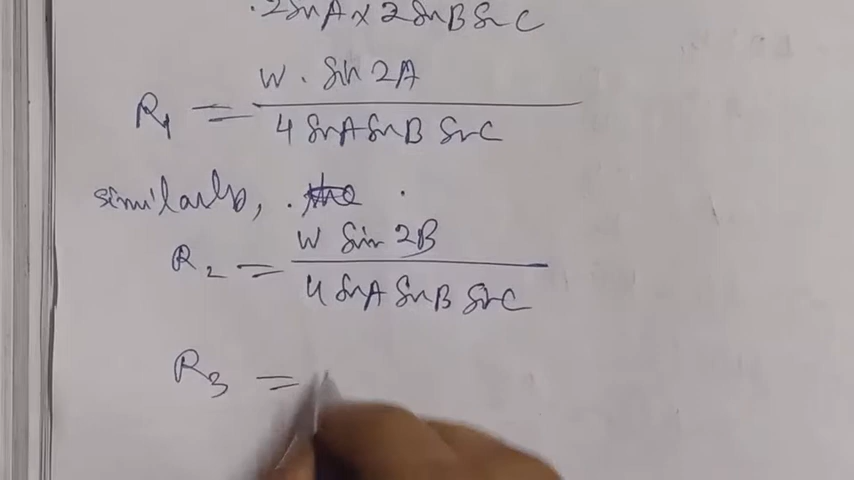 . 2 Sin A x 2 Sin B Sin C
R1 = W . Sin 2A / 4 Sin A Sin B Sin C
similarly, .
R2 = W Sin 2B / 4 Sin A Sin B Sin C
R3 =